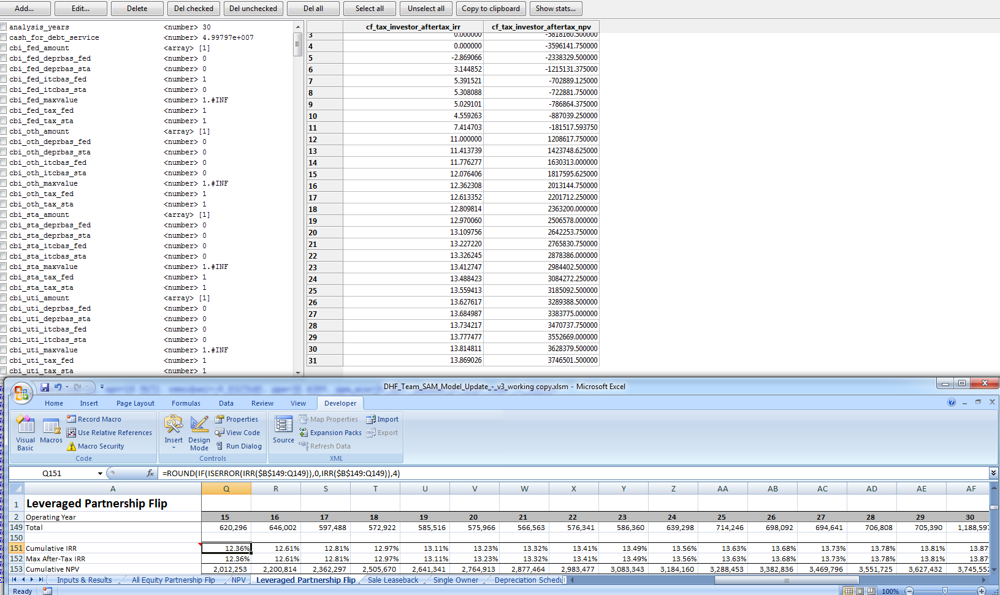 Add... Edit... Delete Del checked Del unchecked Del all Select all Unselect all Copy to clipboard Show stats...
analysis_years <number> 30
cash_for_debt_service <number> 4.99797e+007
cbi_fed_amount <array> [1]
cbi_fed_deprbas_fed <number> 0
cbi_fed_deprbas_sta <number> 0
cbi_fed_itcbas_fed <number> 1
cbi_fed_itcbas_sta <number> 0
cbi_fed_maxvalue <number> 1.#INF
cbi_fed_tax_fed <number> 1
cbi_fed_tax_sta <number> 1
cbi_oth_amount <array> [1]
cbi_oth_deprbas_fed <number> 0
cbi_oth_deprbas_sta <number> 0
cbi_oth_itcbas_fed <number> 0
cbi_oth_itcbas_sta <number> 0
cbi_oth_maxvalue <number> 1.#INF
cbi_oth_tax_fed <number> 1
cbi_oth_tax_sta <number> 1
cbi_sta_amount <array> [1]
cbi_sta_deprbas_fed <number> 0
cbi_sta_deprbas_sta <number> 0
cbi_sta_itcbas_fed <number> 0
cbi_sta_itcbas_sta <number> 0
cbi_sta_maxvalue <number> 1.#INF
cbi_sta_tax_fed <number> 1
cbi_sta_tax_sta <number> 1
cbi_uti_amount <array> [1]
cbi_uti_deprbas_fed <number> 0
cbi_uti_deprbas_sta <number> 0
cbi_uti_itcbas_fed <number> 0
cbi_uti_itcbas_sta <number> 0
cbi_uti_maxvalue <number> 1.#INF
cbi_uti_tax_fed <number> 1
cbi_uti_tax_sta <number> 1
cf_tax_investor_aftertax_irr cf_tax_investor_aftertax_npv
3 0.000000 -5818160.500000
4 0.000000 -3596141.750000
5 -2.869066 -2338329.500000
6 3.144852 -1215131.375000
7 5.391521 -702889.125000
8 5.308088 -722881.750000
9 5.029101 -786864.375000
10 4.559263 -887039.250000
11 7.414703 -181517.593750
12 11.000000 1208617.750000
13 11.413739 1423748.625000
14 11.776277 1630313.000000
15 12.076406 1817595.625000
16 12.362308 2013144.750000
17 12.613352 2201712.250000
18 12.809814 2363200.000000
19 12.970060 2506578.000000
20 13.109756 2642253.750000
21 13.227220 2765830.750000
22 13.326245 2878386.000000
23 13.412747 2984402.500000
24 13.488423 3084272.250000
25 13.559413 3185092.500000
26 13.627617 3289388.500000
27 13.684987 3383775.000000
28 13.734217 3470737.750000
29 13.777477 3552669.000000
30 13.814811 3628379.500000
31 13.869026 3746501.500000
DHF_Team_SAM_Model_Update_-_v3_working copy.xlsm - Microsoft Excel
Home Insert Page Layout Formulas Data Review View Developer
Visual Basic
Macros
Record Macro
Use Relative References
Macro Security
Code
Insert
Design Mode
Properties
View Code
Run Dialog
Controls
Source
Map Properties
Expansion Packs
Refresh Data
Import
Export
XML
Q151 fx =ROUND(IF(ISERROR(IRR($B$149:Q149)),0,IRR($B$149:Q149)),4)
A Q R S T U V W X Y Z AA AB AC AD AE AF
1 Leveraged Partnership Flip
2 Operating Year 15 16 17 18 19 20 21 22 23 24 25 26 27 28 29 30
149 Total 620,296 646,002 597,488 572,922 585,516 575,966 566,563 576,341 586,360 639,298 714,246 698,092 694,641 706,808 705,390 1,188,597
150
151 Cumulative IRR 12.36% 12.61% 12.81% 12.97% 13.11% 13.23% 13.32% 13.41% 13.49% 13.56% 13.63% 13.68% 13.73% 13.78% 13.81% 13.87
152 Max After-Tax IRR 12.36% 12.61% 12.81% 12.97% 13.11% 13.23% 13.32% 13.41% 13.49% 13.56% 13.63% 13.68% 13.73% 13.78% 13.81% 13.87
153 Cumulative NPV 2,012,253 2,200,814 2,362,297 2,505,670 2,641,341 2,764,913 2,877,464 2,983,477 3,083,343 3,184,160 3,288,453 3,382,836 3,469,796 3,551,725 3,627,432 3,745,552
Inputs & Results All Equity Partnership Flip NPV Leveraged Partnership Flip Sale Leaseback Single Owner Depreciation Schedu
Ready 100%